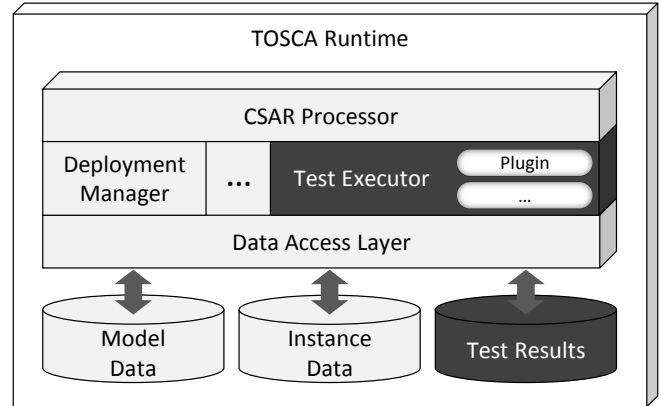 TOSCA Runtime
CSAR Processor
Deployment
Manager
...
Test Executor
Plugin
...
Data Access Layer
Model
Data
Instance
Data
Test Results